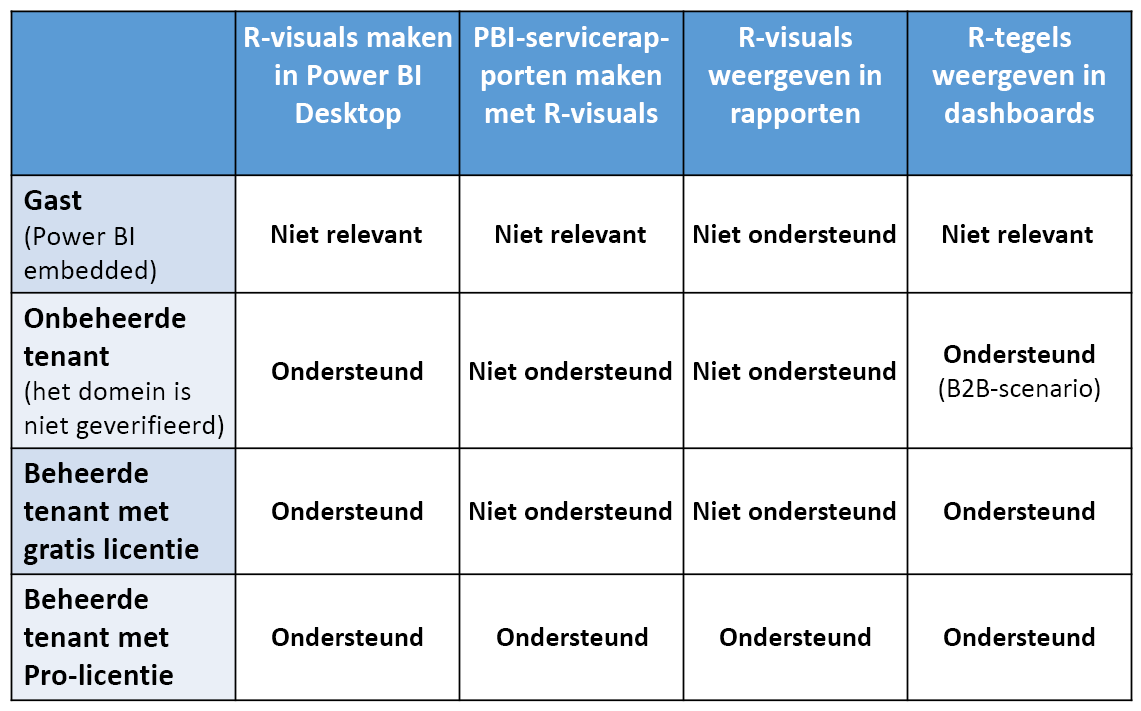 R-visuals maken
in Power BI
Desktop
PBI-servicerap-
porten maken
met R-visuals
R-visuals
weergeven in
rapporten
R-tegels
weergeven in
dashboards
Gast
(Power BI
embedded)
Niet relevant
Niet relevant
Niet ondersteund
Niet relevant
Onbeheerde
tenant
(het domein is
niet geverifieerd)
Ondersteund
Niet ondersteund
Niet ondersteund
Ondersteund
(B2B-scenario)
Beheerde
tenant met
gratis licentie
Ondersteund
Niet ondersteund
Niet ondersteund
Ondersteund
Beheerde
tenant met
Pro-licentie
Ondersteund
Ondersteund
Ondersteund
Ondersteund